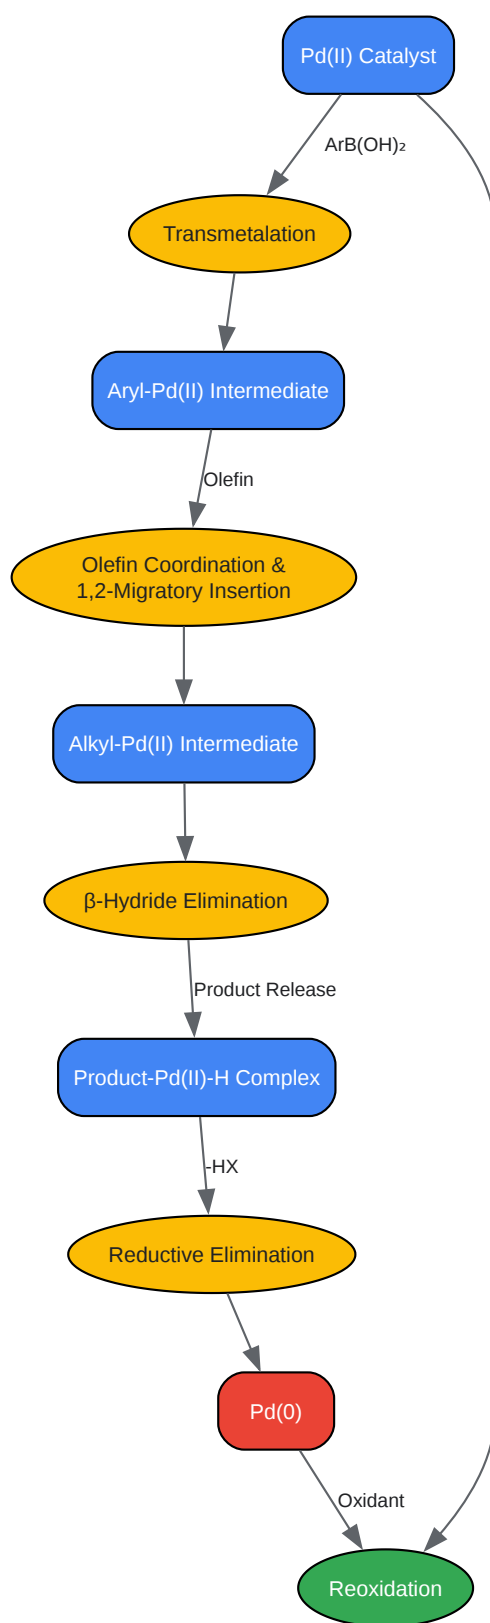 Pd(II) Catalyst
ArB(OH)₂
Transmetalation
Aryl-Pd(II) Intermediate
Olefin
Olefin Coordination &
1,2-Migratory Insertion
Alkyl-Pd(II) Intermediate
β-Hydride Elimination
Product Release
Product-Pd(II)-H Complex
-HX
Reductive Elimination
Pd(0)
Oxidant
Reoxidation